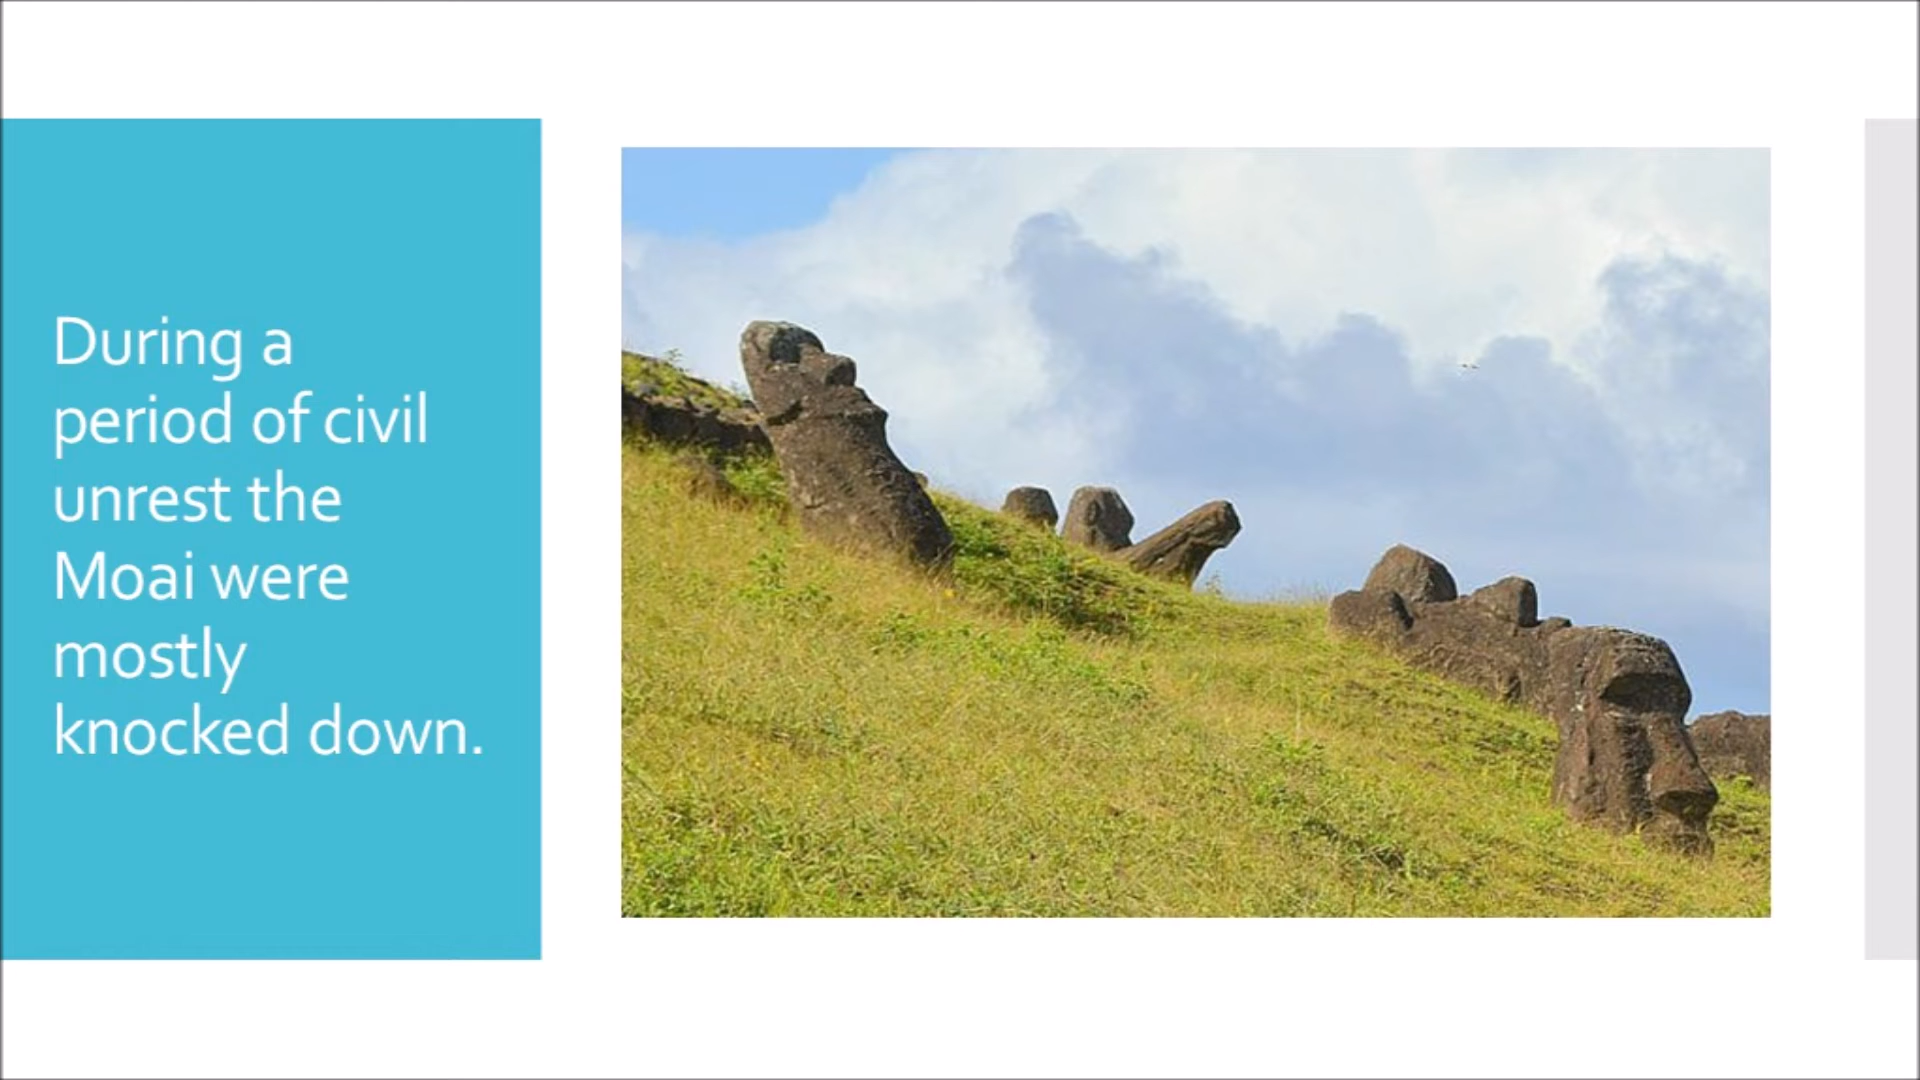 During a
period of civil
unrest the
Moai were
mostly
knocked down.